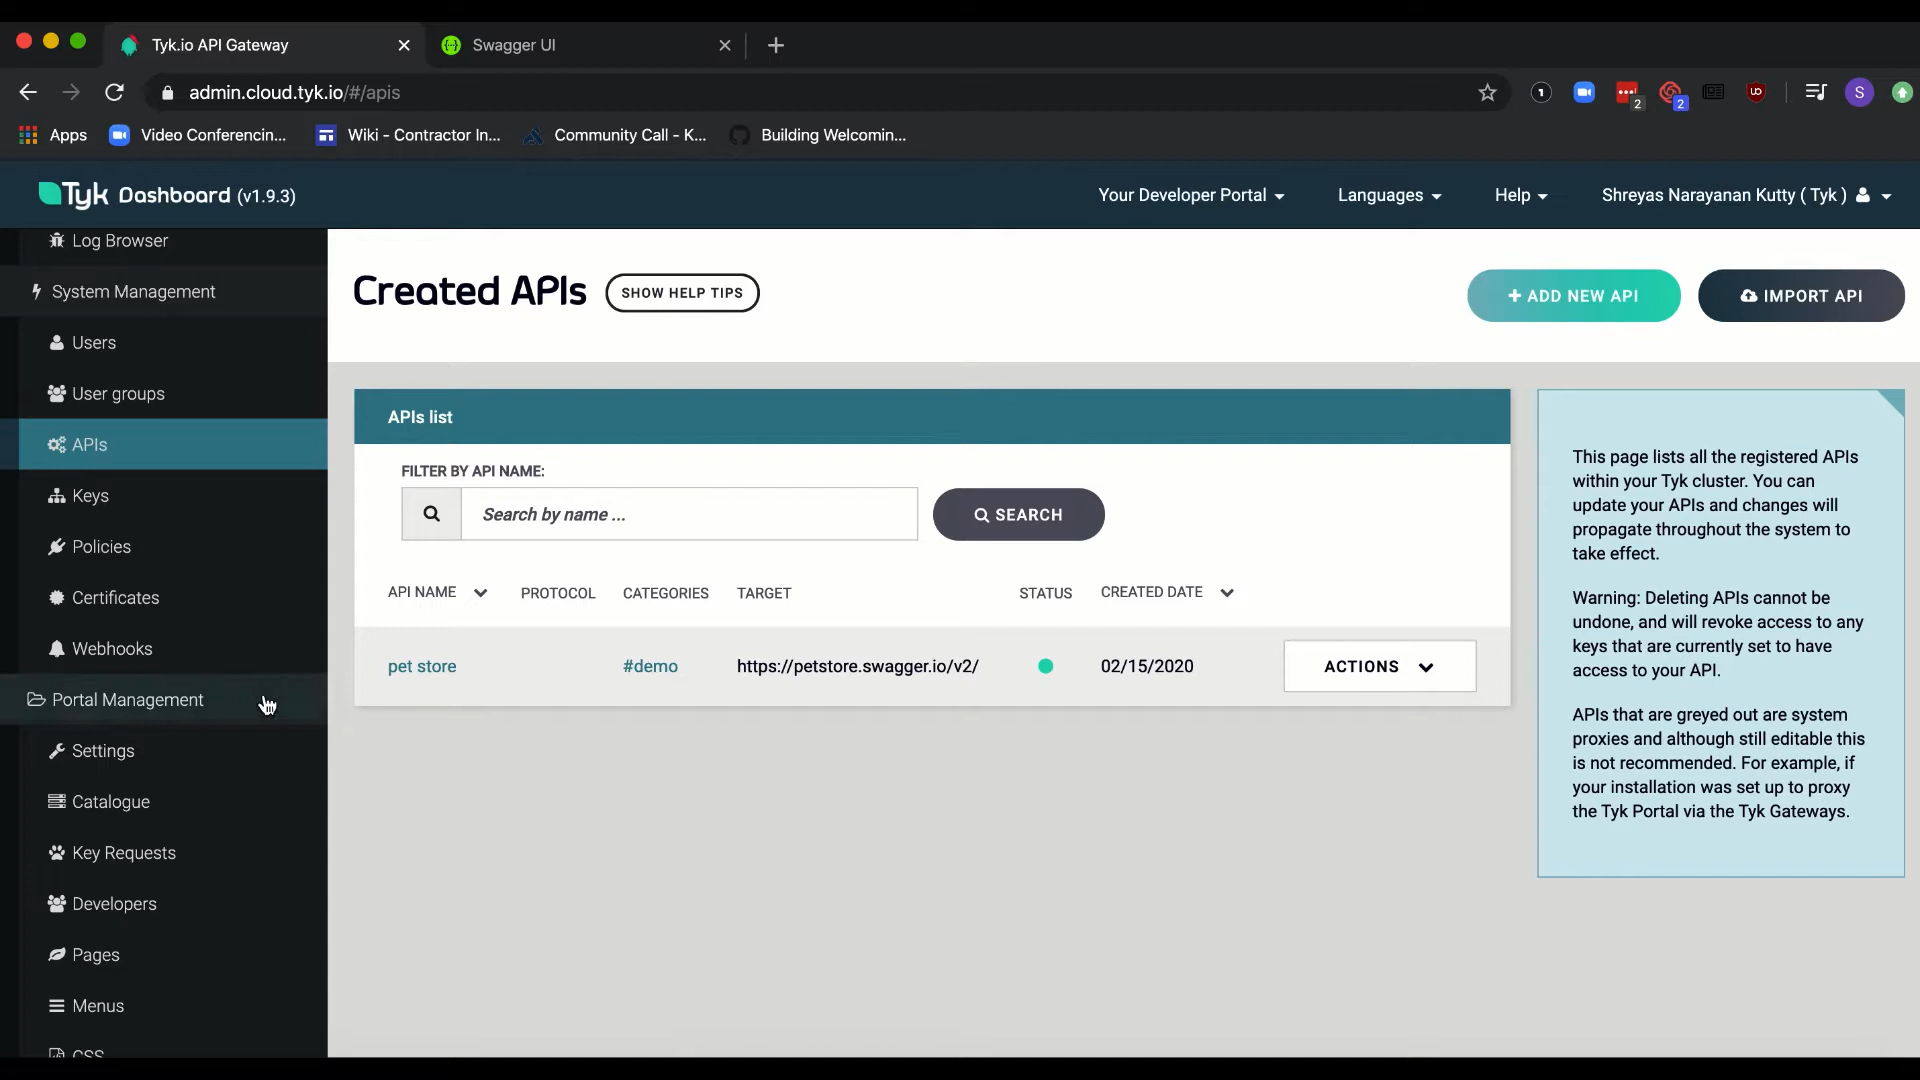 Tyk.io API Gateway
Swagger UI
admin.cloud.tyk.io/#/apis
1
2
UD
2
S
Apps
Video Conferencin...
Wiki - Contractor In...
Community Call - K...
Building Welcomin...
Tyk Dashboard (v1.9.3)
Your Developer Portal
Languages
Help
Shreyas Narayanan Kutty ( Tyk )
Log Browser
System Management
Users
User groups
APIs
Keys
Policies
Certificates
Webhooks
Portal Management
Settings
Catalogue
Key Requests
Developers
Pages
Menus
CSS
Created APIs
SHOW HELP TIPS
+ ADD NEW API
IMPORT API
APIs list
FILTER BY API NAME:
Search by name ...
SEARCH
API NAME
PROTOCOL
CATEGORIES
TARGET
STATUS
CREATED DATE
pet store
#demo
https://petstore.swagger.io/v2/
02/15/2020
ACTIONS
This page lists all the registered APIs
within your Tyk cluster. You can
update your APIs and changes will
propagate throughout the system to
take effect.
Warning: Deleting APIs cannot be
undone, and will revoke access to any
keys that are currently set to have
access to your API.
APIs that are greyed out are system
proxies and although still editable this
is not recommended. For example, if
your installation was set up to proxy
the Tyk Portal via the Tyk Gateways.